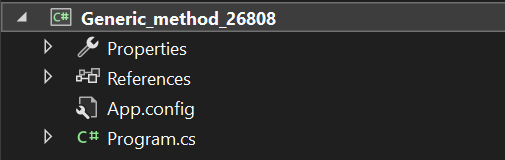 C# Generic_method_26808
Properties
References
App.config
C# Program.cs